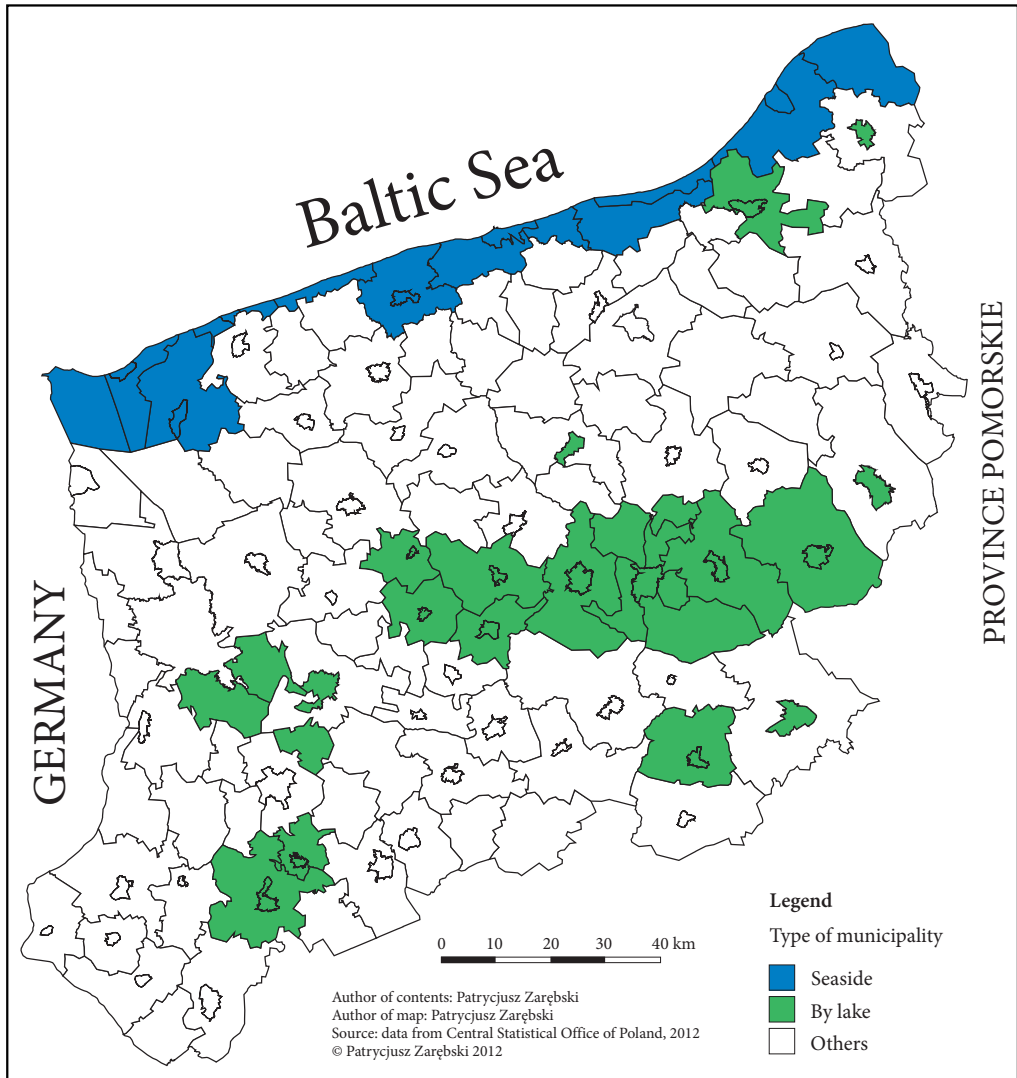 Baltic Sea
PROVINCE POMORSKIE
GERMANY
Legend
Type of municipality
Seaside
By lake
Others
0 10 20 30 40 km
Author of contents: Patrycjusz Zarębski
Author of map: Patrycjusz Zarębski
Source: data from Central Statistical Office of Poland, 2012
© Patrycjusz Zarębski 2012